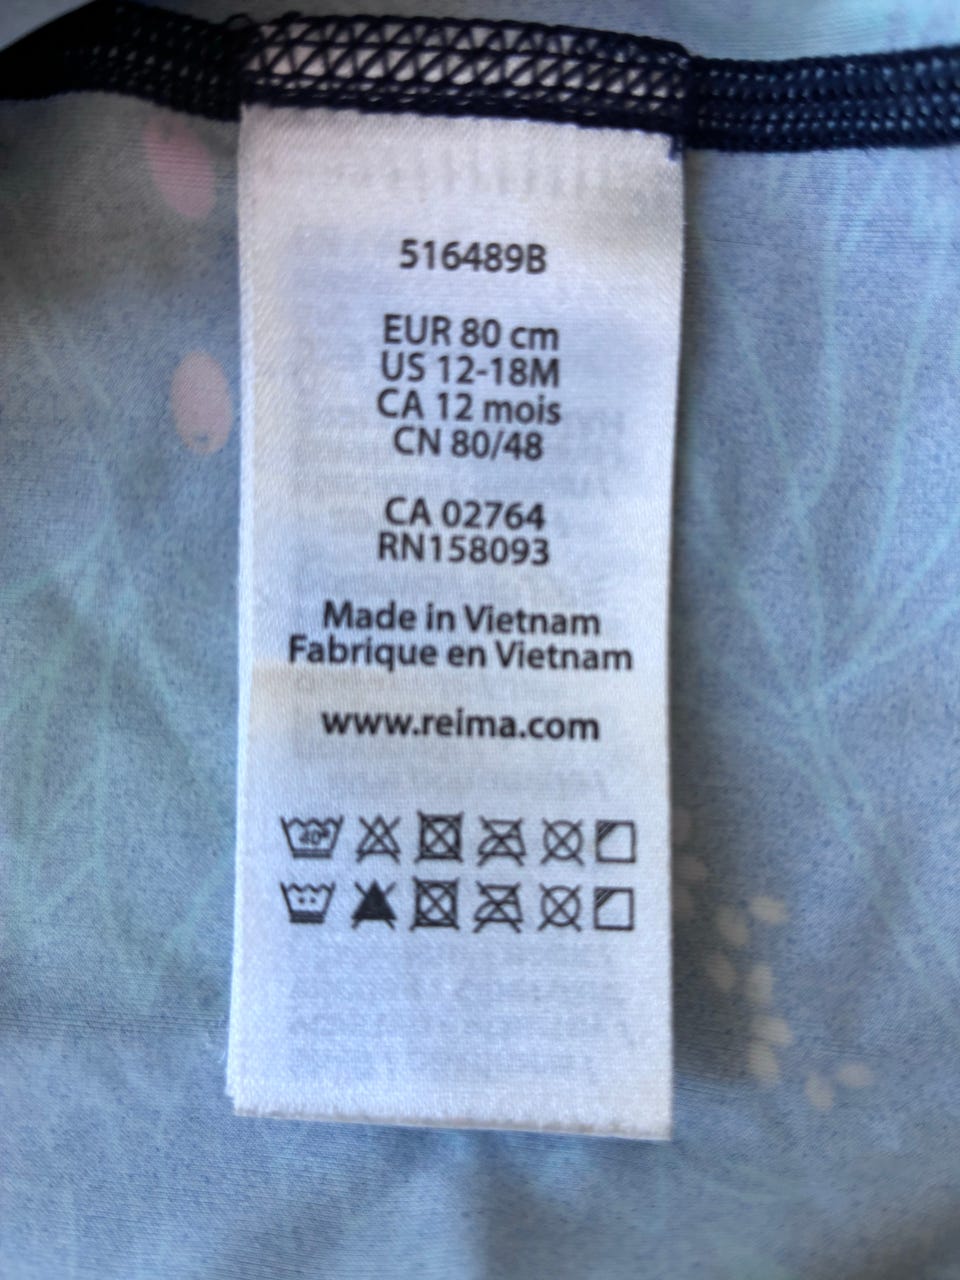 516489B
EUR 80 cm
US 12-18M
CA 12 mois
CN 80/48
CA 02764
RN158093
Made in Vietnam
Fabrique en Vietnam
www.reima.com
40°